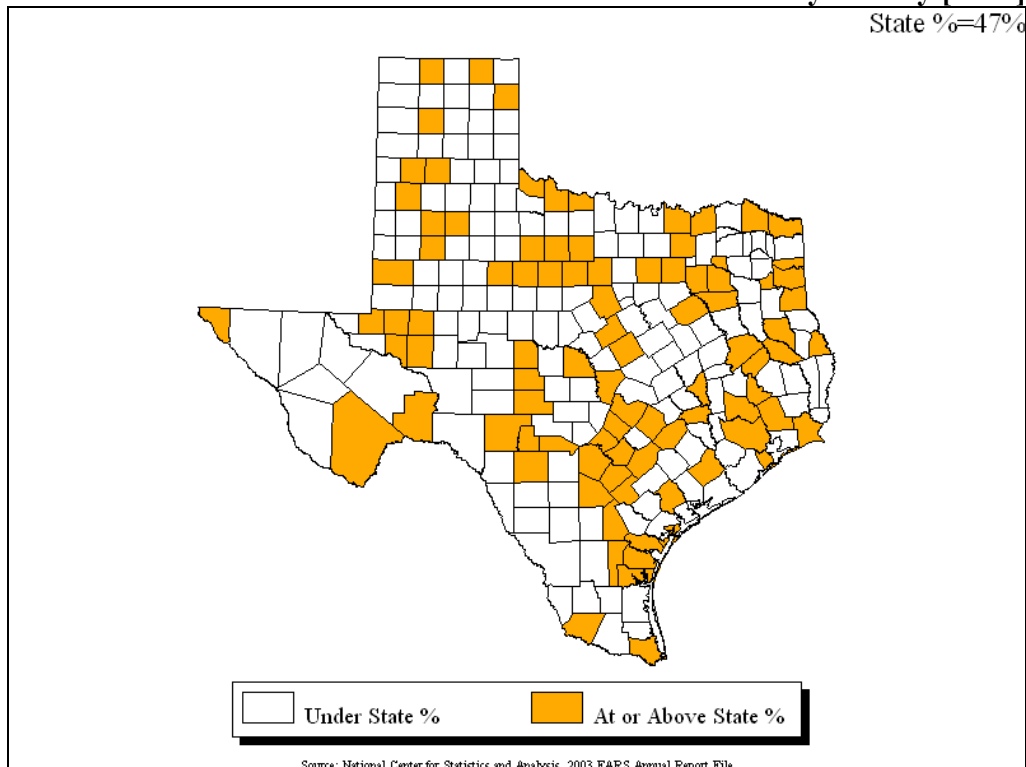 State %=47%
Under State %
At or Above State %
Source: National Center for Statistics and Analysis, 2003 FARS Annual Report File